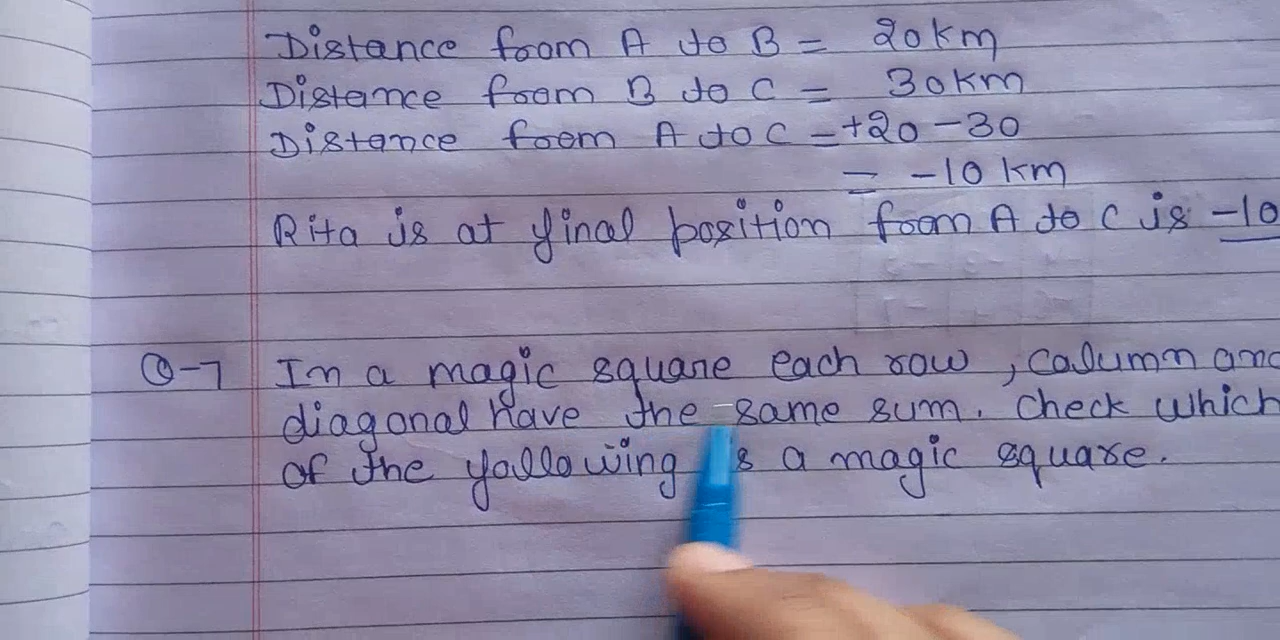 Distance from A to B = 20km
Distance from B to C = 30km
Distance from A to C = +20 -30
= -10 km
Rita is at final position from A to C is -10
Q-7 In a magic square each row, calumn and
diagonal have the same sum. Check which
of the yallowing is a magic square.